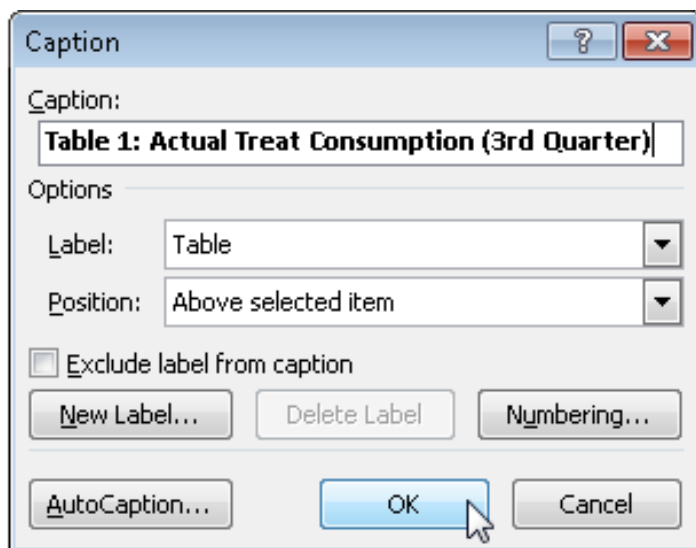 Caption
?
Caption:
Table 1: Actual Treat Consumption (3rd Quarter)
Options
Label: Table
Position: Above selected item
Exclude label from caption
New Label... Delete Label Numbering...
AutoCaption... OK Cancel